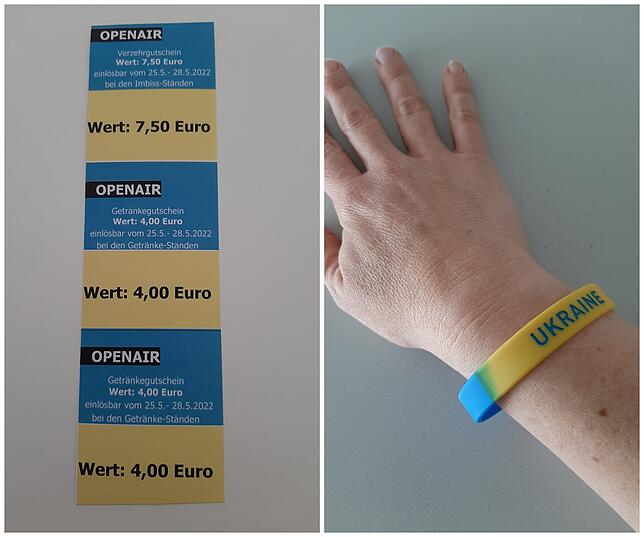 OPENAIR
Verzehrgutschein
Wert: 7,50 Euro
einlösbar vom 25.5.- 28.5.2022
bei den Imbiss-Ständen
Wert: 7,50 Euro
OPENAIR
Getränkegutschein
Wert: 4,00 Euro
einlösbar vom 25.5.- 28.5.2022
bei den Getränke-Ständen
Wert: 4,00 Euro
OPENAIR
Getränkegutschein
Wert: 4,00 Euro
einlösbar vom 25.5.- 28.5.2022
bei den Getränke-Ständen
Wert: 4,00 Euro
UKRAINE